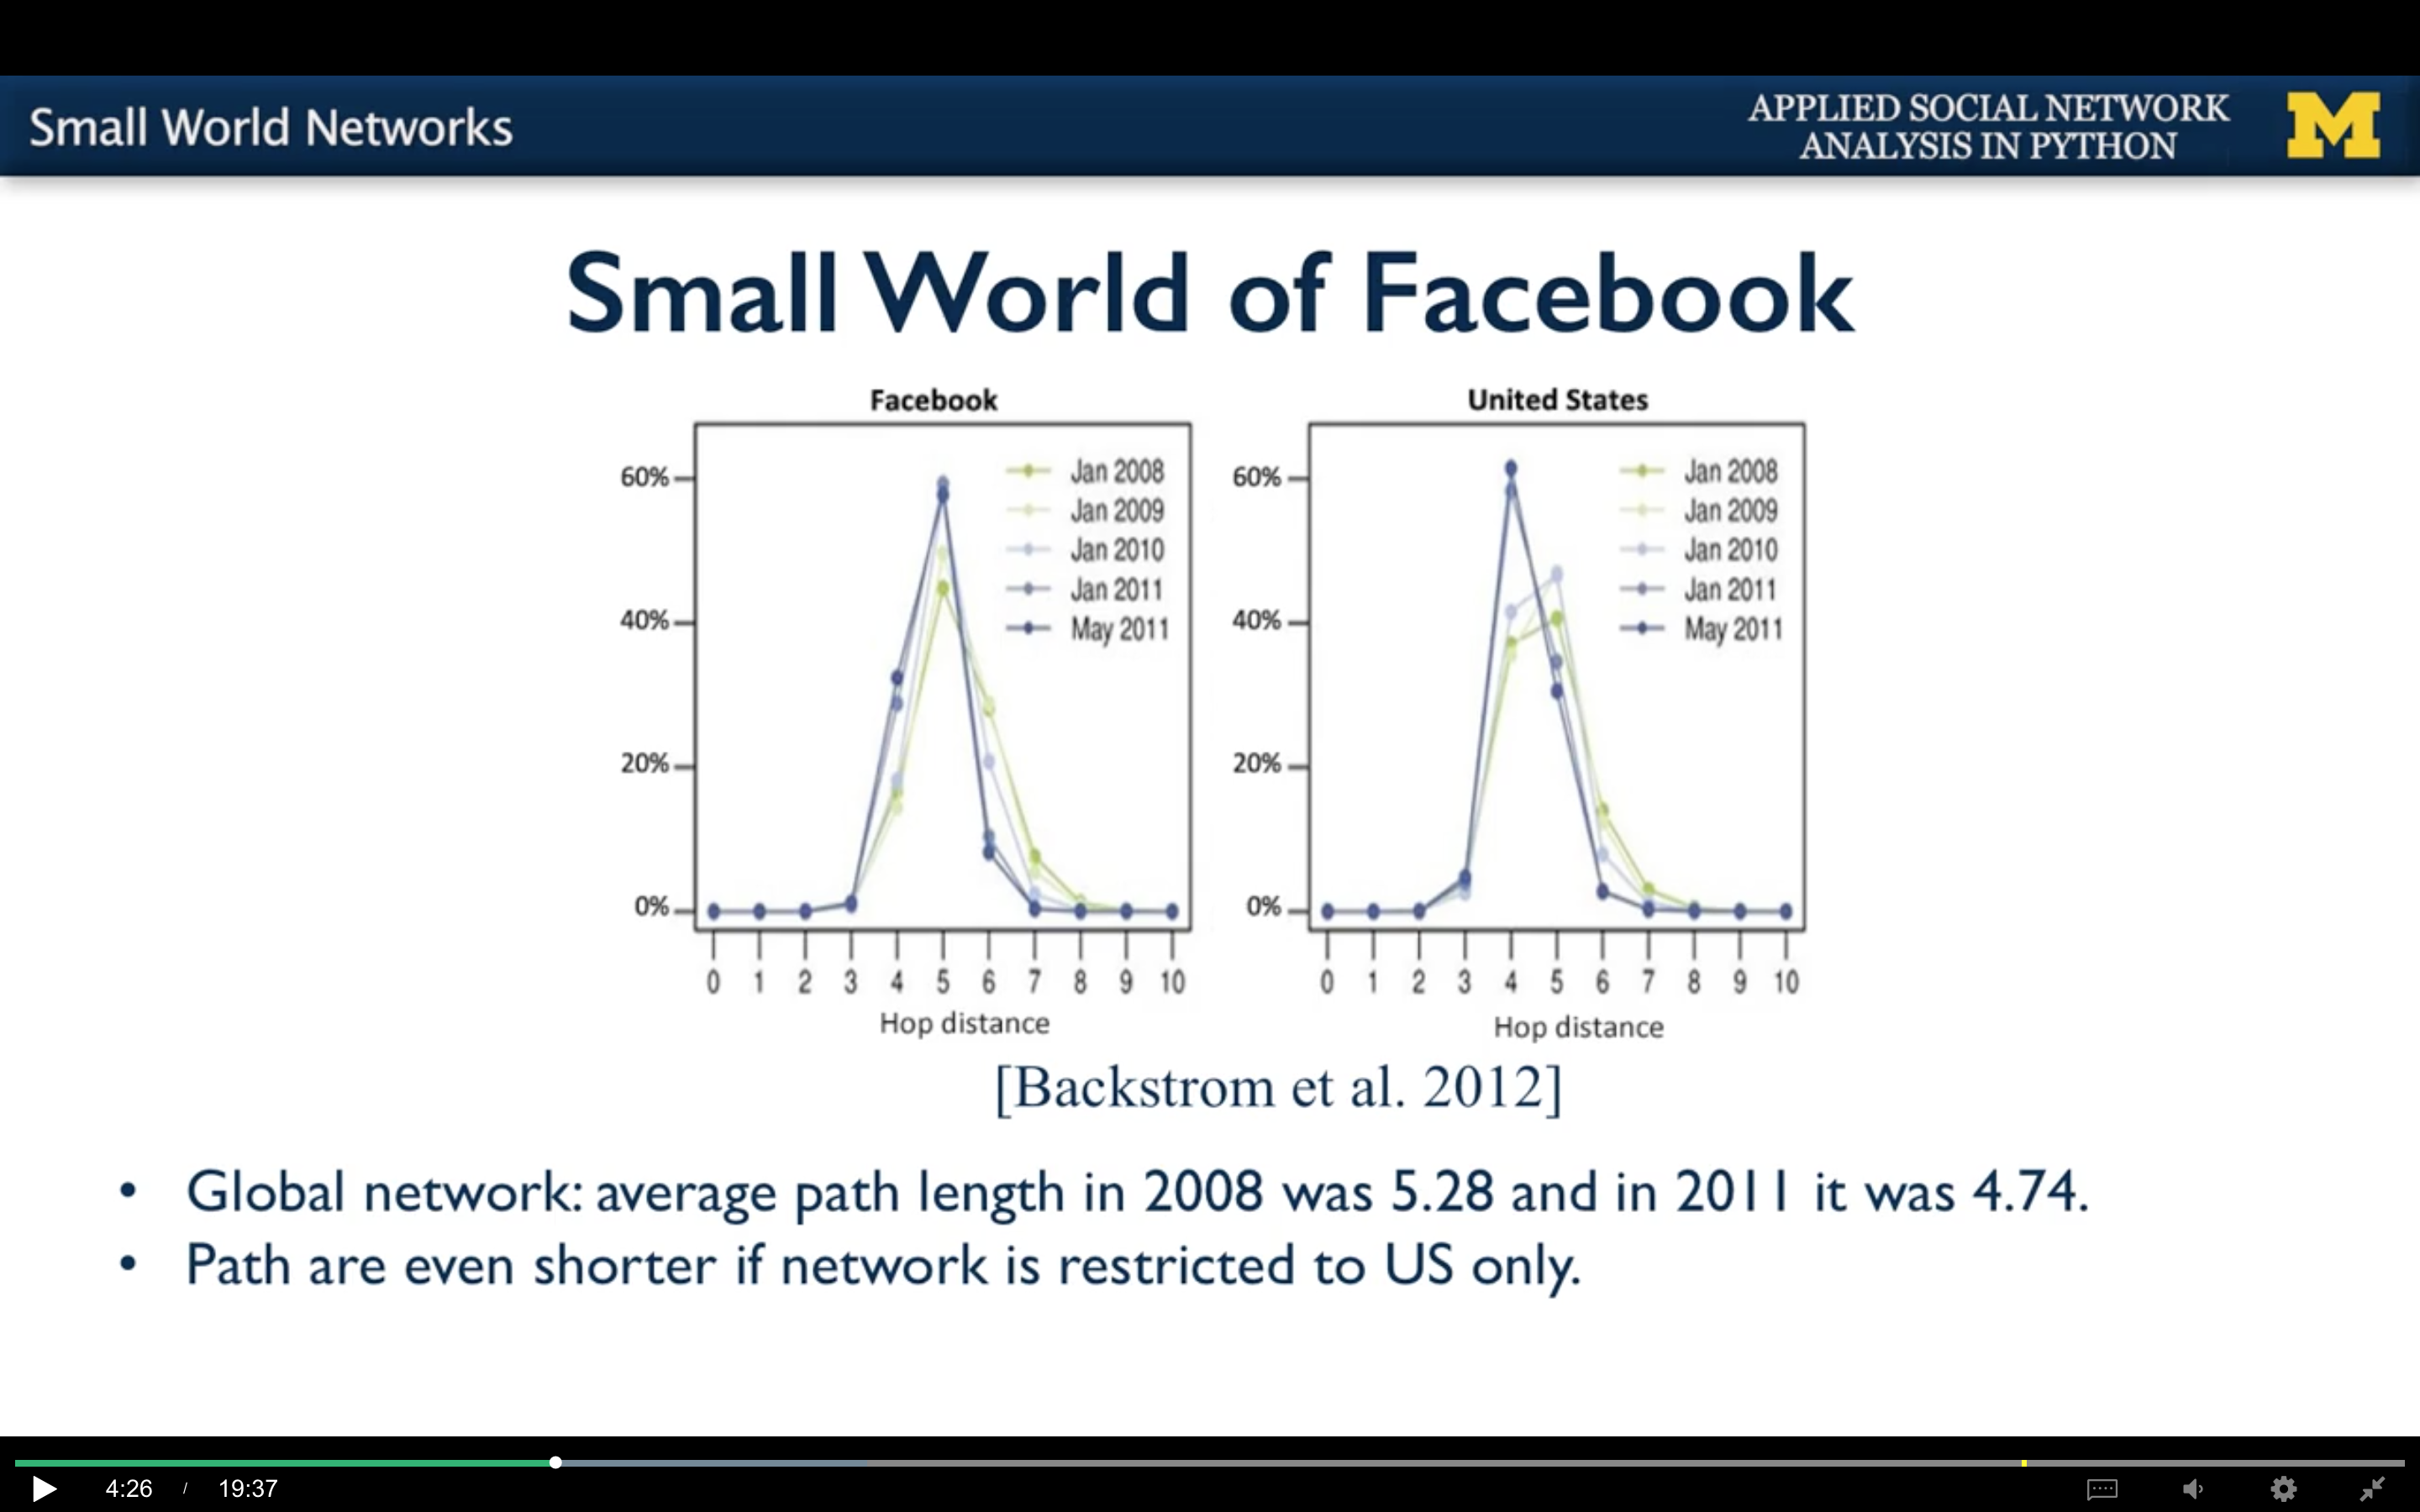 Small World Networks
APPLIED SOCIAL NETWORK
ANALYSIS IN PYTHON
M
Small World of Facebook
Facebook
60%
40%
20%
0%
Jan 2008
Jan 2009
Jan 2010
Jan 2011
May 2011
0 1 2 3 4 5 6 7 8 9 10
Hop distance
United States
60%
40%
20%
0%
Jan 2008
Jan 2009
Jan 2010
Jan 2011
May 2011
0 1 2 3 4 5 6 7 8 9 10
Hop distance
[Backstrom et al. 2012]
• Global network: average path length in 2008 was 5.28 and in 2011 it was 4.74.
• Path are even shorter if network is restricted to US only.
4:26 / 19:37